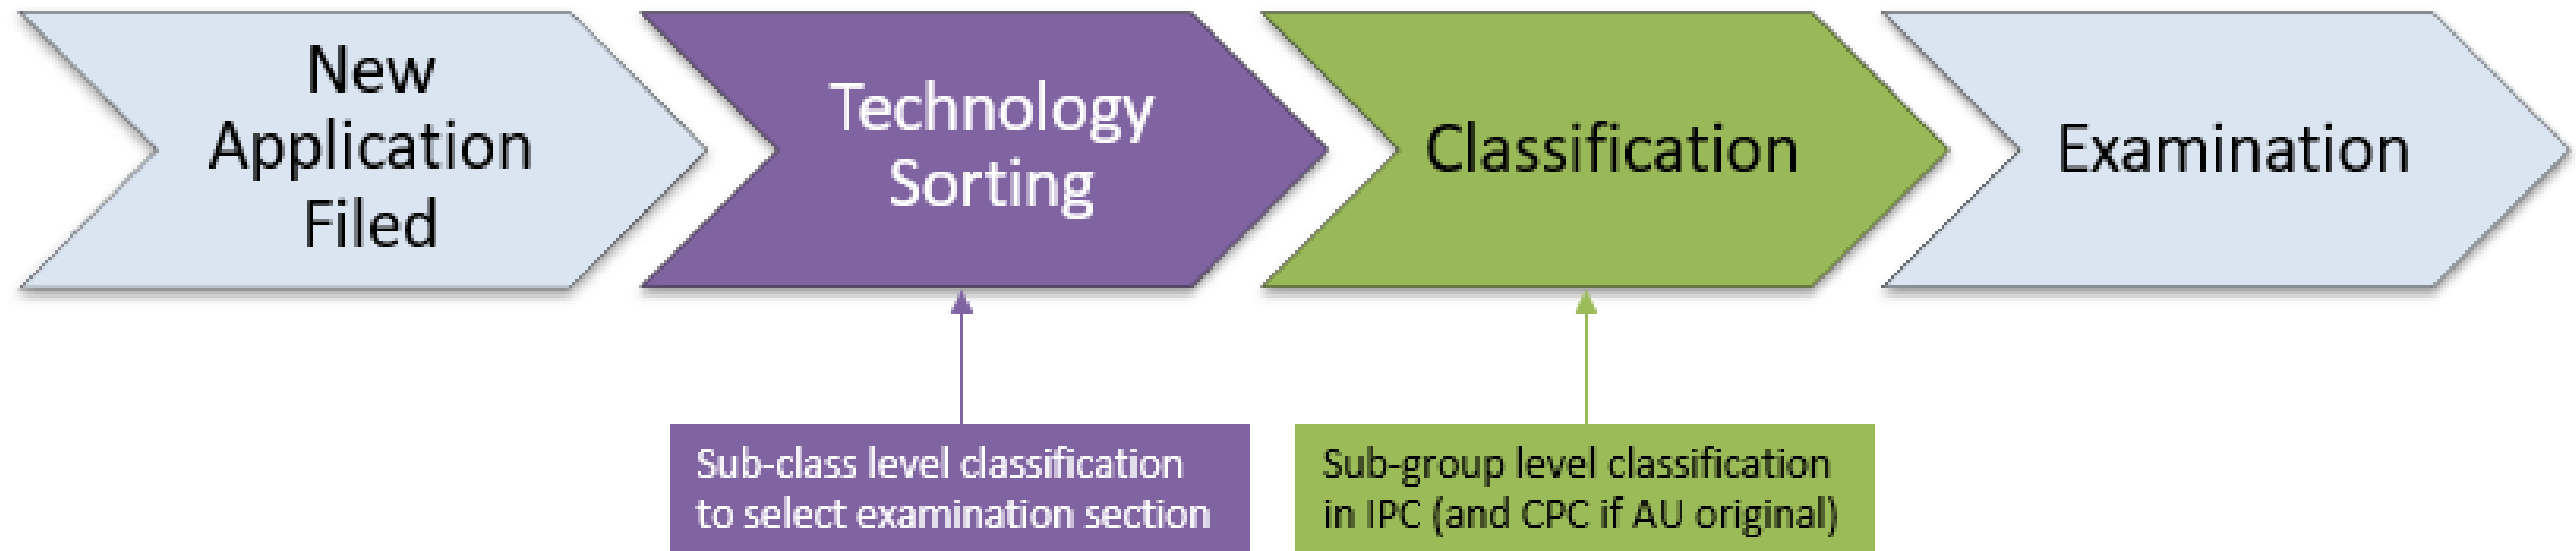 New
Application
Filed
Technology
Sorting
Classification
Examination
Sub-class level classification
to select examination section
Sub-group level classification
in IPC (and CPC if AU original)